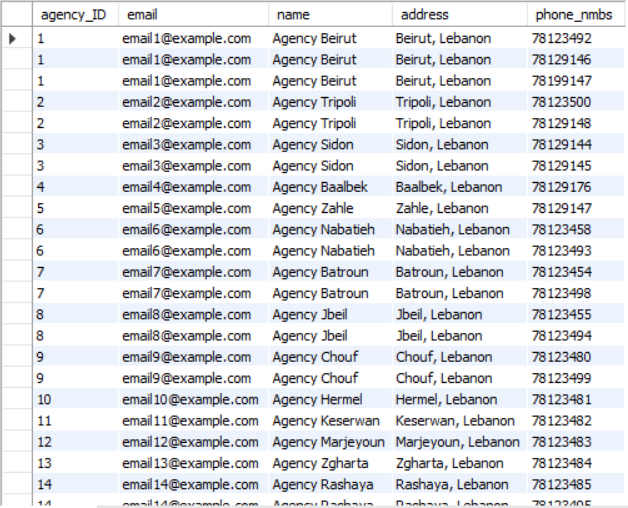 agency_ID email name address phone_nmbs
1 email1@example.com Agency Beirut Beirut, Lebanon 78123492
1 email1@example.com Agency Beirut Beirut, Lebanon 78129146
1 email1@example.com Agency Beirut Beirut, Lebanon 78199147
2 email2@example.com Agency Tripoli Tripoli, Lebanon 78123500
2 email2@example.com Agency Tripoli Tripoli, Lebanon 78129148
3 email3@example.com Agency Sidon Sidon, Lebanon 78129144
3 email3@example.com Agency Sidon Sidon, Lebanon 78129145
4 email4@example.com Agency Baalbek Baalbek, Lebanon 78129176
5 email5@example.com Agency Zahle Zahle, Lebanon 78129147
6 email6@example.com Agency Nabatieh Nabatieh, Lebanon 78123458
6 email6@example.com Agency Nabatieh Nabatieh, Lebanon 78123493
7 email7@example.com Agency Batroun Batroun, Lebanon 78123454
7 email7@example.com Agency Batroun Batroun, Lebanon 78123498
8 email8@example.com Agency Jbeil Jbeil, Lebanon 78123455
8 email8@example.com Agency Jbeil Jbeil, Lebanon 78123494
9 email9@example.com Agency Chouf Chouf, Lebanon 78123480
9 email9@example.com Agency Chouf Chouf, Lebanon 78123499
10 email10@example.com Agency Hermel Hermel, Lebanon 78123481
11 email11@example.com Agency Keserwan Keserwan, Lebanon 78123482
12 email12@example.com Agency Marjeyoun Marjeyoun, Lebanon 78123483
13 email13@example.com Agency Zgharta Zgharta, Lebanon 78123484
14 email14@example.com Agency Rashaya Rashaya, Lebanon 78123485
14 email14@example.com Agency Rashaya Rashaya, Lebanon 78123495